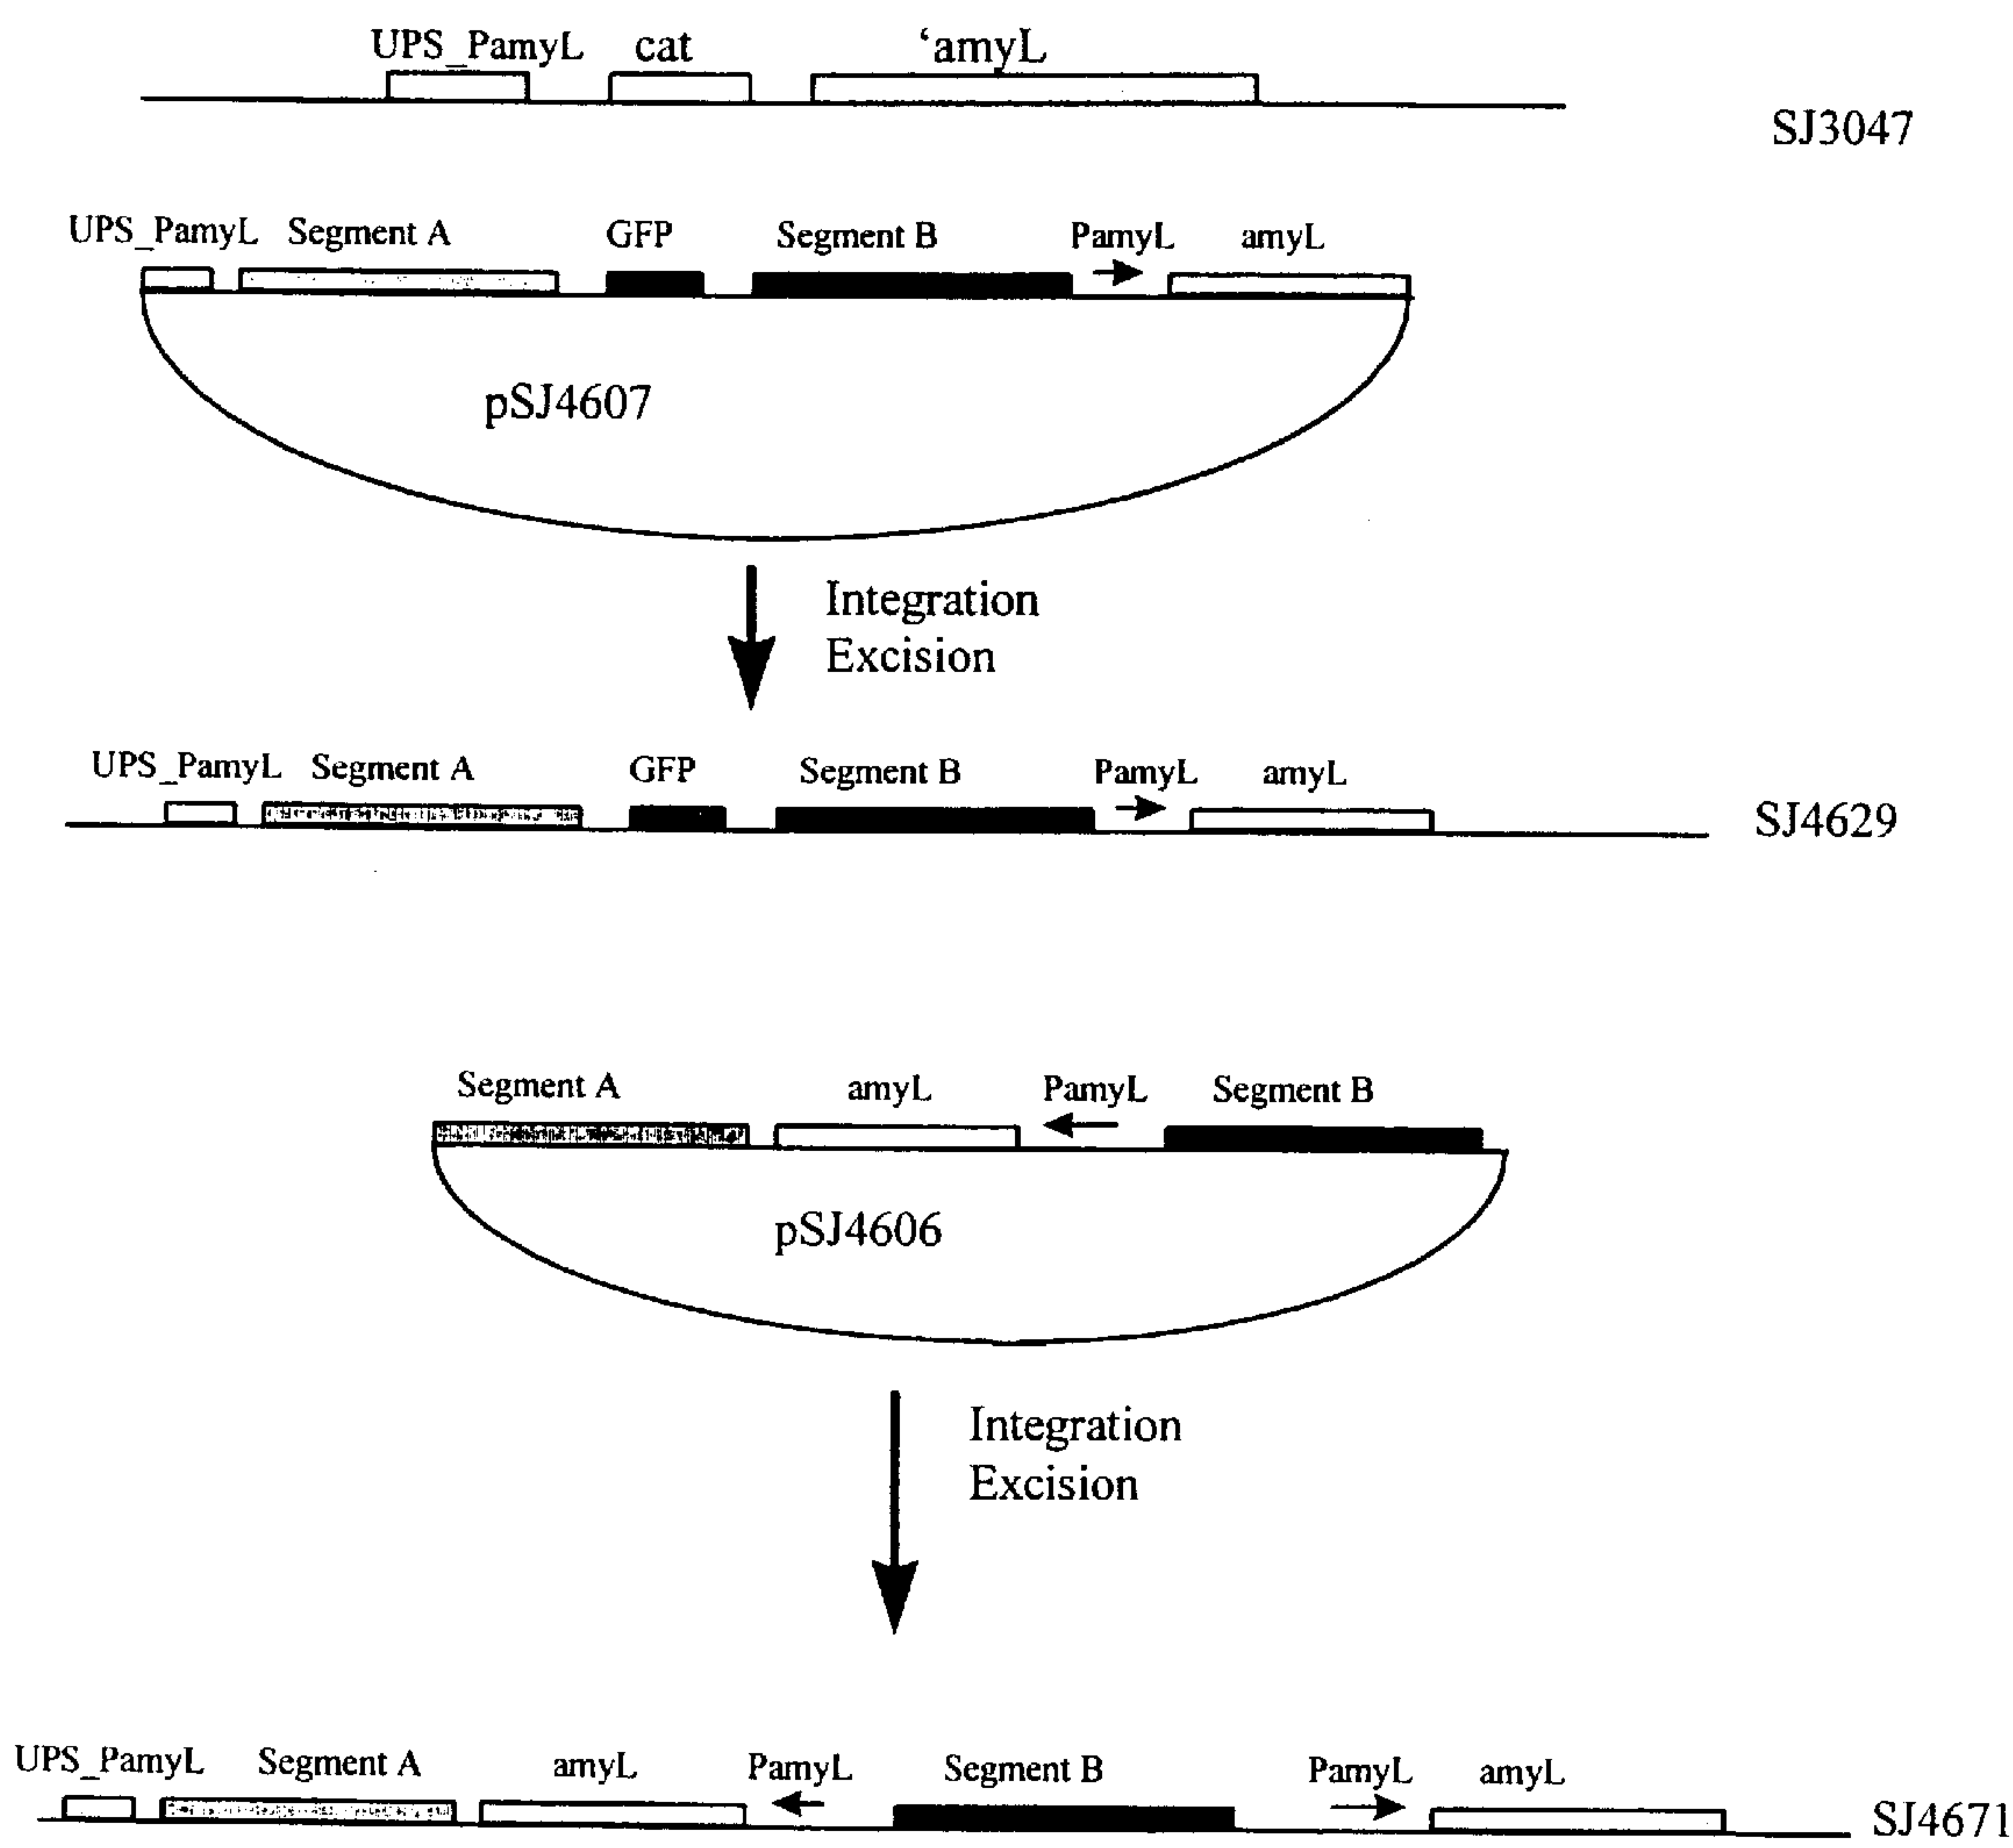 UPS_PamyL cat ‘amyL
SJ3047
UPS_PamyL Segment A GFP Segment B PamyL amyL
pSJ4607
Integration
Excision
UPS_PamyL Segment A GFP Segment B PamyL amyL
SJ4629
Segment A amyL PamyL Segment B
pSJ4606
Integration
Excision
UPS_PamyL Segment A amyL PamyL Segment B PamyL amyL
SJ4671